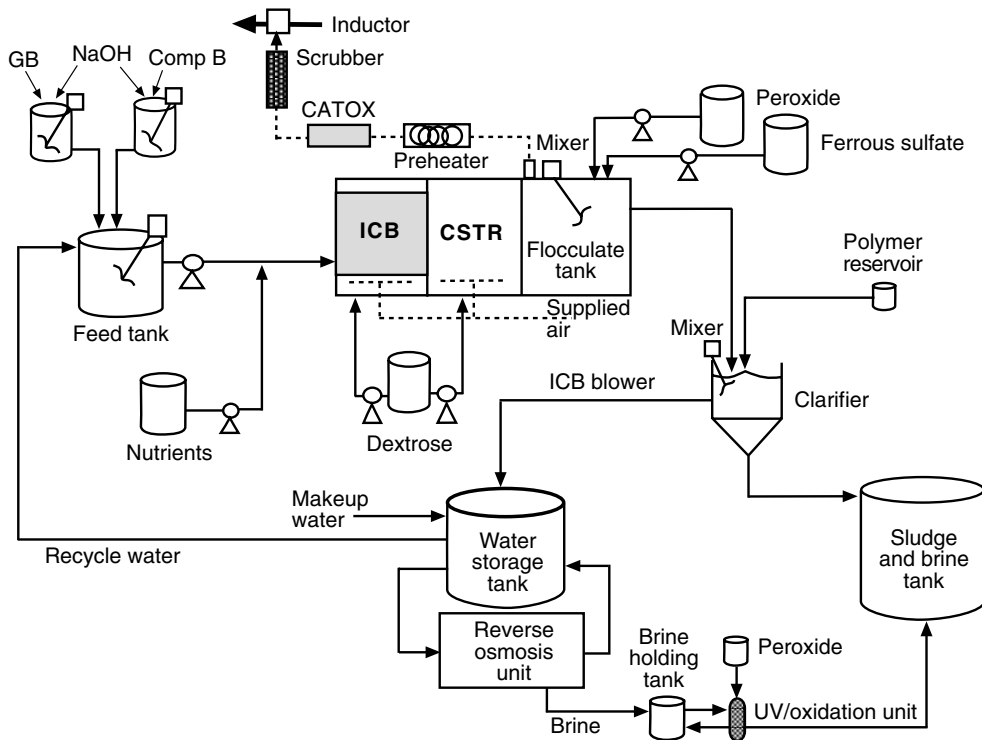 Inductor
NaOH
GB
Comp B
Scrubber
CATOX
Preheater
Mixer
Peroxide
Ferrous sulfate
ICB
CSTR
Flocculate
tank
Feed tank
Supplied
air
Polymer
reservoir
Mixer
ICB blower
Clarifier
Nutrients
Dextrose
Makeup
water
Recycle water
Water
storage
tank
Sludge
and brine
tank
Reverse
osmosis
unit
Brine
holding
tank
Peroxide
Brine
UV/oxidation unit